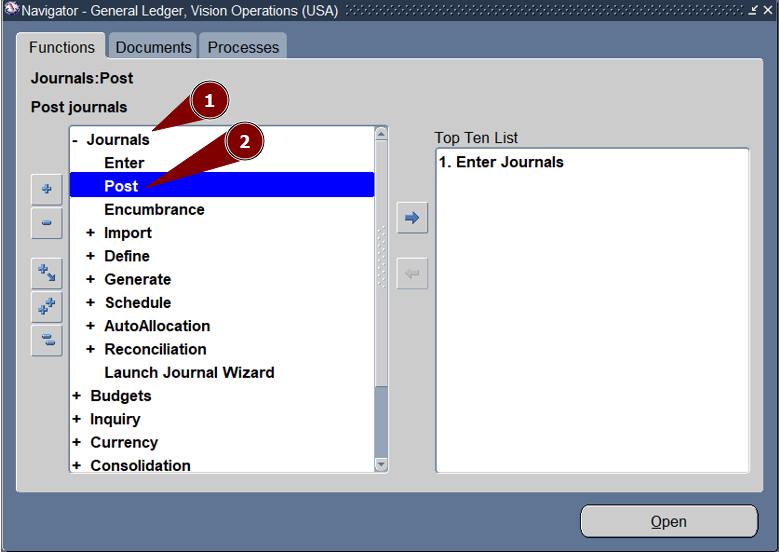 Navigator - General Ledger, Vision Operations (USA)
Functions
Documents
Processes
Journals:Post
Post journals
1
2
- Journals
Enter
Post
Encumbrance
+ Import
+ Define
+ Generate
+ Schedule
+ AutoAllocation
+ Reconciliation
Launch Journal Wizard
+ Budgets
+ Inquiry
+ Currency
+ Consolidation
Top Ten List
1. Enter Journals
Open